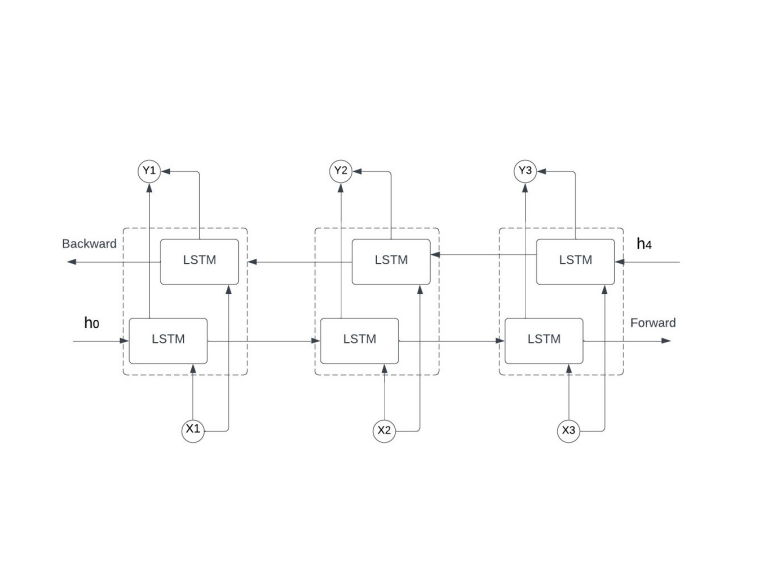 Y1
Y2
Y3
Backward
h4
LSTM
LSTM
LSTM
h0
Forward
LSTM
LSTM
LSTM
X1
X2
X3